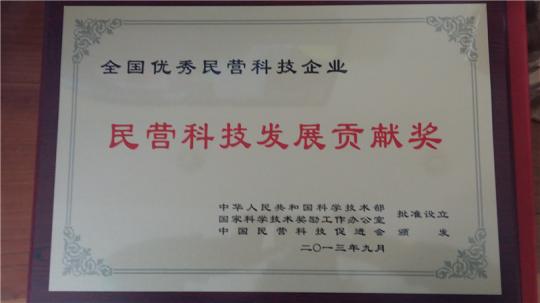 全国优秀民营科技企业
民营科技发展贡献奖
中华人民共和国科学技术部
国家科学技术奖励工作办公室 批准设立
中国民营科技促进会 颁发
二〇一三年九月